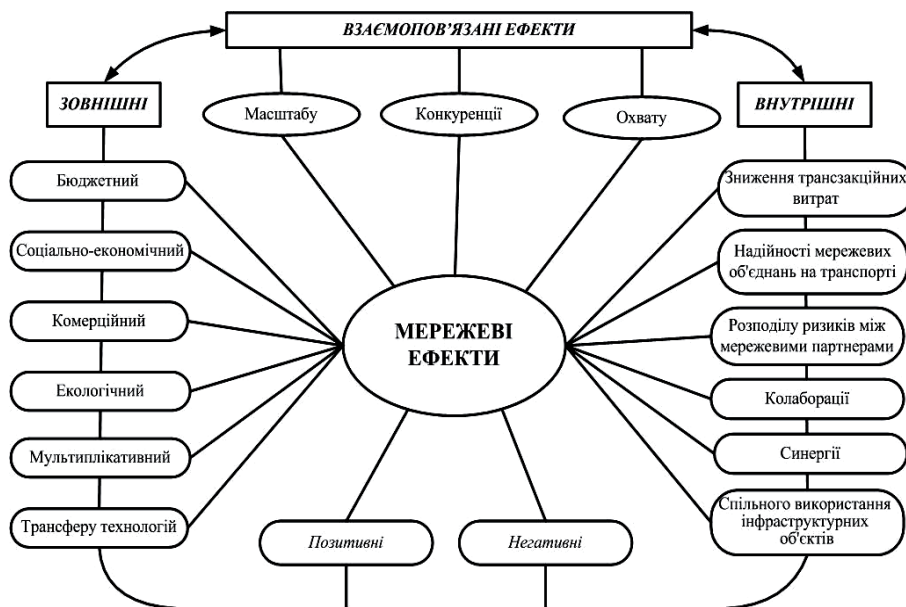 ВЗАЄМОПОВ'ЯЗАНІ ЕФЕКТИ
ЗОВНІШНІ
ВНУТРІШНІ
Масштабу
Конкуренції
Охвату
Бюджетний
Соціально-економічний
Комерційний
Екологічний
Мультиплікативний
Трансферу технологій
МЕРЕЖЕВІ
ЕФЕКТИ
Зниження трансзакційних
витрат
Надійності мережевих
об'єднань на транспорті
Розподілу ризиків між
мережевими партнерами
Колаборації
Синергії
Спільного використання
інфраструктурних
об'єктів
Позитивні
Негативні